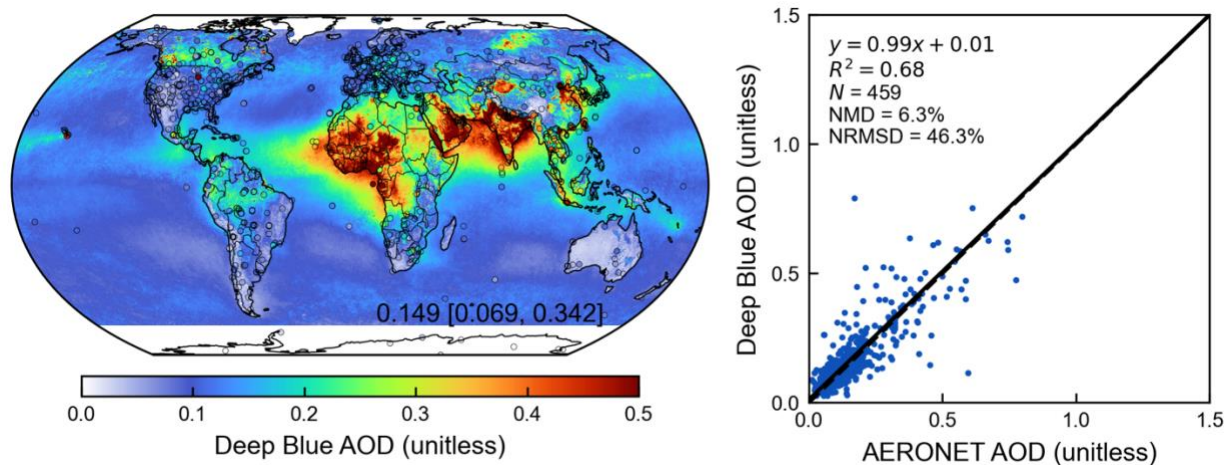 0.149 [0.069, 0.342]
0.0 0.1 0.2 0.3 0.4 0.5
Deep Blue AOD (unitless)
1.5
1.0
0.5
0.0
Deep Blue AOD (unitless)
y = 0.99x + 0.01
R² = 0.68
N = 459
NMD = 6.3%
NRMSD = 46.3%
0.0 0.5 1.0 1.5
AERONET AOD (unitless)